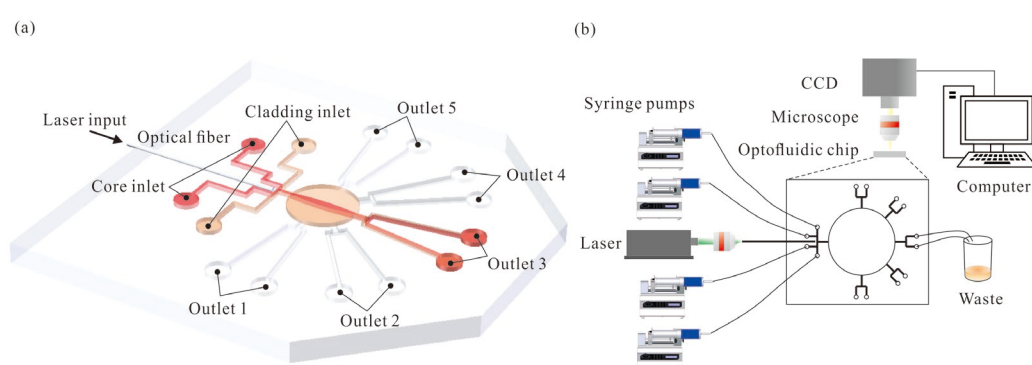 (a)
Laser input
Optical fiber
Cladding inlet
Core inlet
Outlet 5
Outlet 4
Outlet 3
Outlet 2
Outlet 1
(b)
Syringe pumps
CCD
Microscope
Optofluidic chip
Computer
Laser
Waste